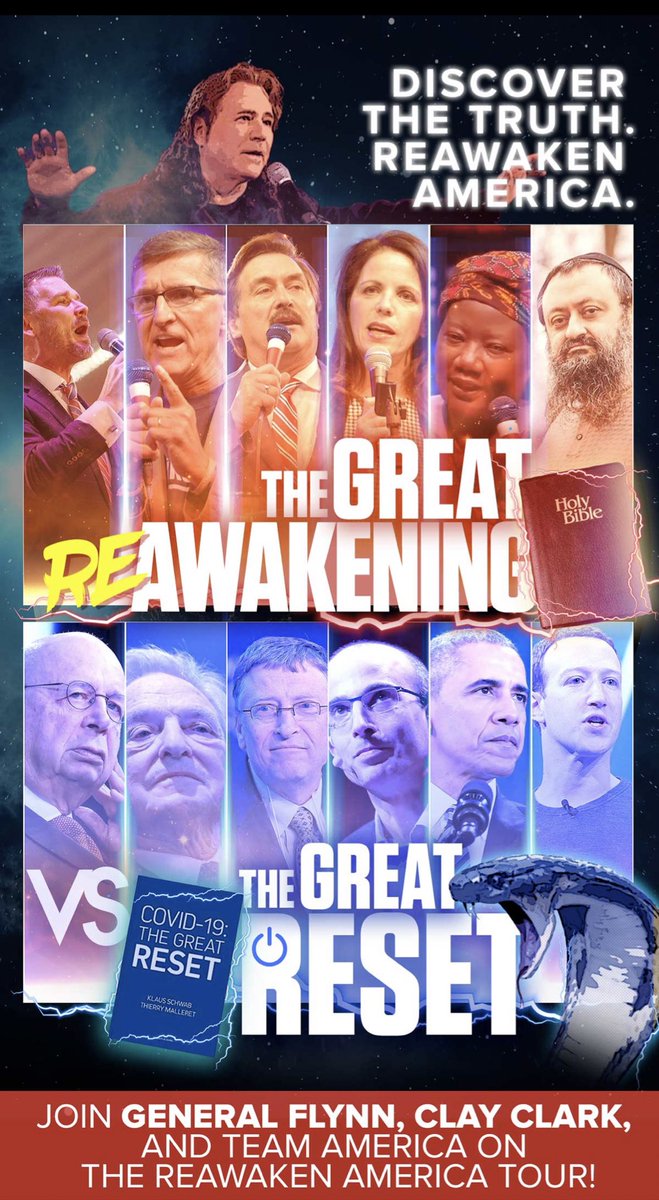 DISCOVER
THE TRUTH.
REAWAKEN
AMERICA.
THE GREAT
REAWAKENING
Holy
Bible
VS
COVID-19:
THE GREAT
RESET
KLAUS SCHWAB
THIERRY MALLERET
THE GREAT
RESET
JOIN GENERAL FLYNN, CLAY CLARK,
AND TEAM AMERICA ON
THE REAWAKEN AMERICA TOUR!